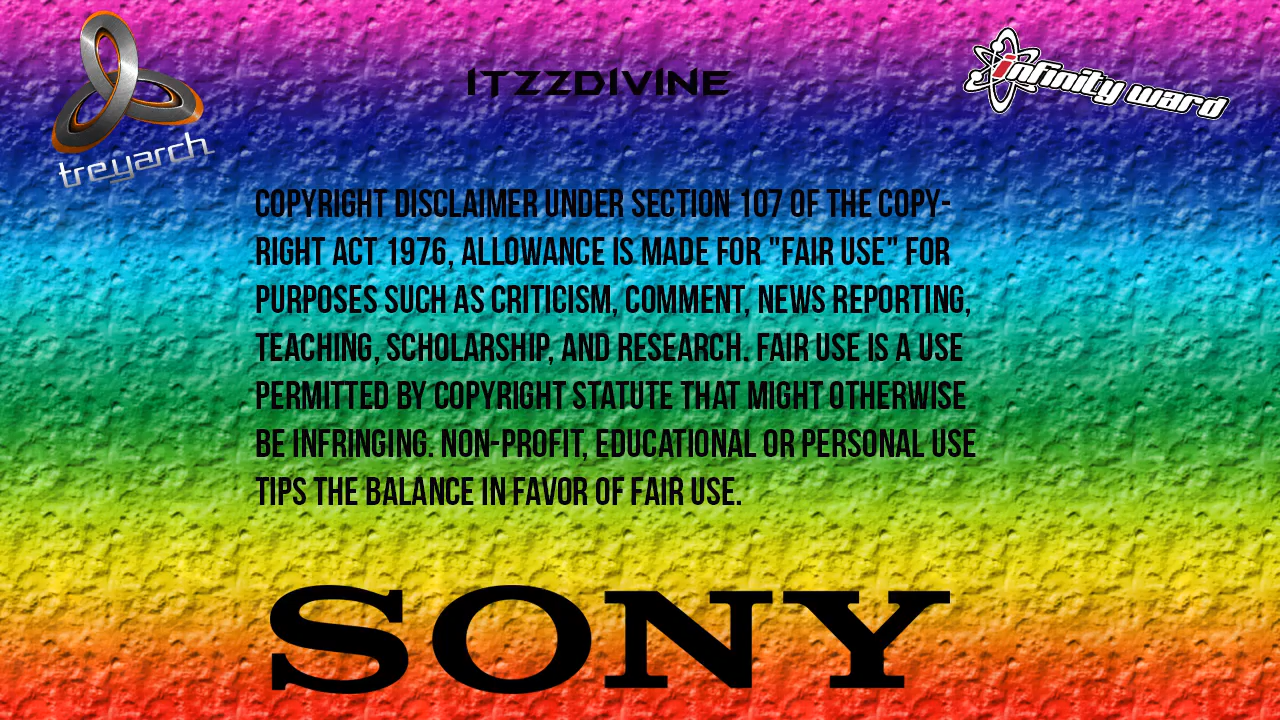 treyarch
ITZZDIVINE
infinity ward
COPYRIGHT DISCLAIMER UNDER SECTION 107 OF THE COPY-
RIGHT ACT 1976, ALLOWANCE IS MADE FOR "FAIR USE" FOR
PURPOSES SUCH AS CRITICISM, COMMENT, NEWS REPORTING,
TEACHING, SCHOLARSHIP, AND RESEARCH. FAIR USE IS A USE
PERMITTED BY COPYRIGHT STATUTE THAT MIGHT OTHERWISE
BE INFRINGING. NON-PROFIT, EDUCATIONAL OR PERSONAL USE
TIPS THE BALANCE IN FAVOR OF FAIR USE.
SONY